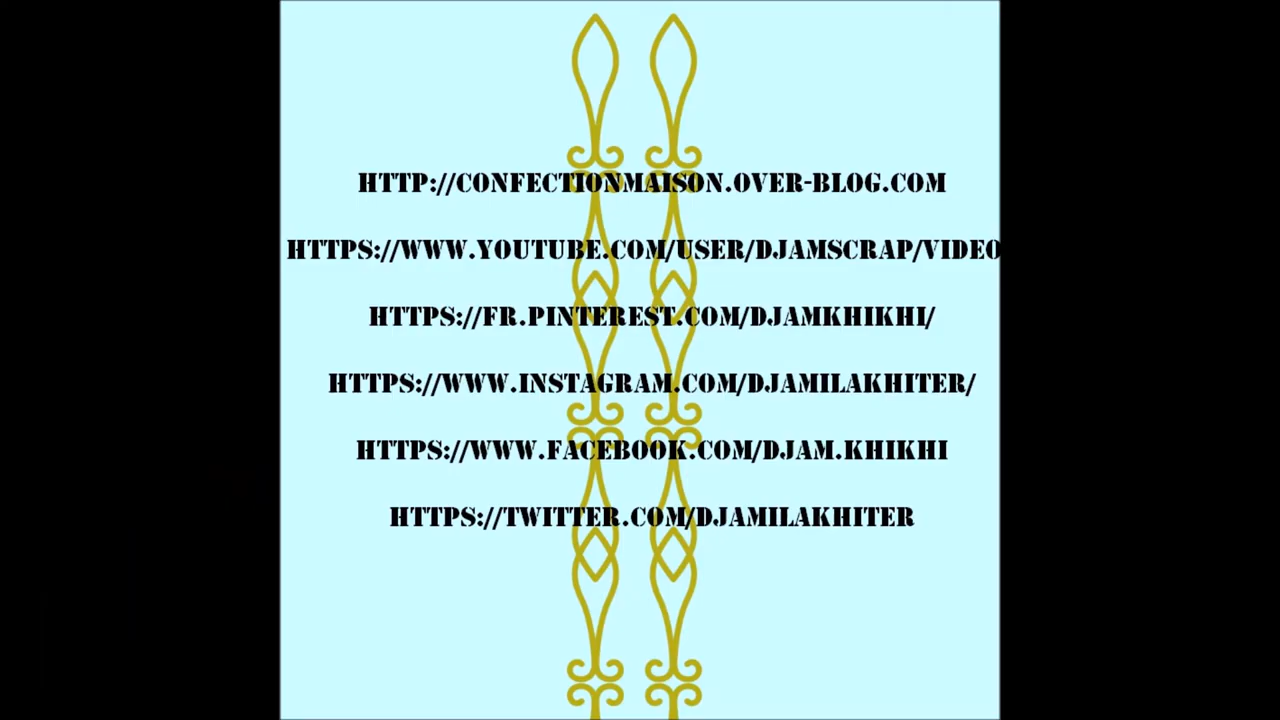 HTTP://CONFECTIONMAISON.OVER-BLOG.COM
HTTPS://WWW.YOUTUBE.COM/USER/DJAMSCRAP/VIDEO
HTTPS://FR.PINTEREST.COM/DJAMKHIKHI/
HTTPS://WWW.INSTAGRAM.COM/DJAMILAKHITER/
HTTPS://WWW.FACEBOOK.COM/DJAM.KHIKHI
HTTPS://TWITTER.COM/DJAMILAKHITER